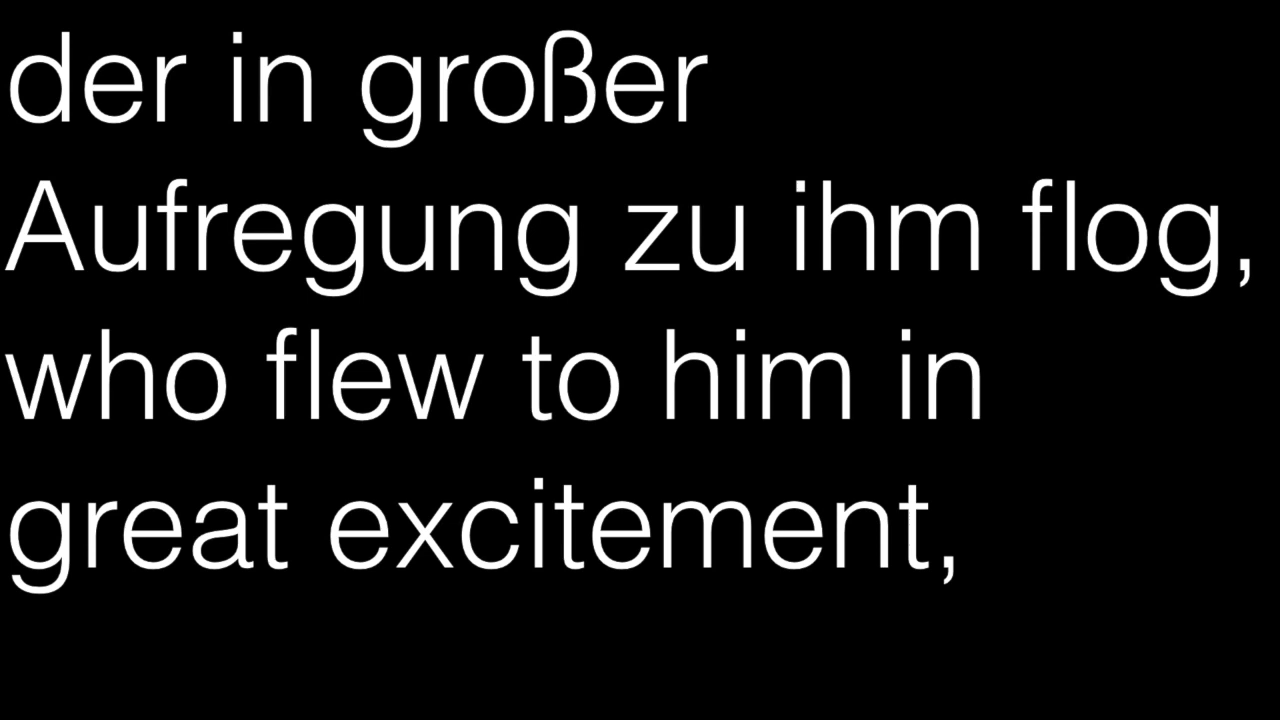 der in großer
Aufregung zu ihm flog,
who flew to him in
great excitement,